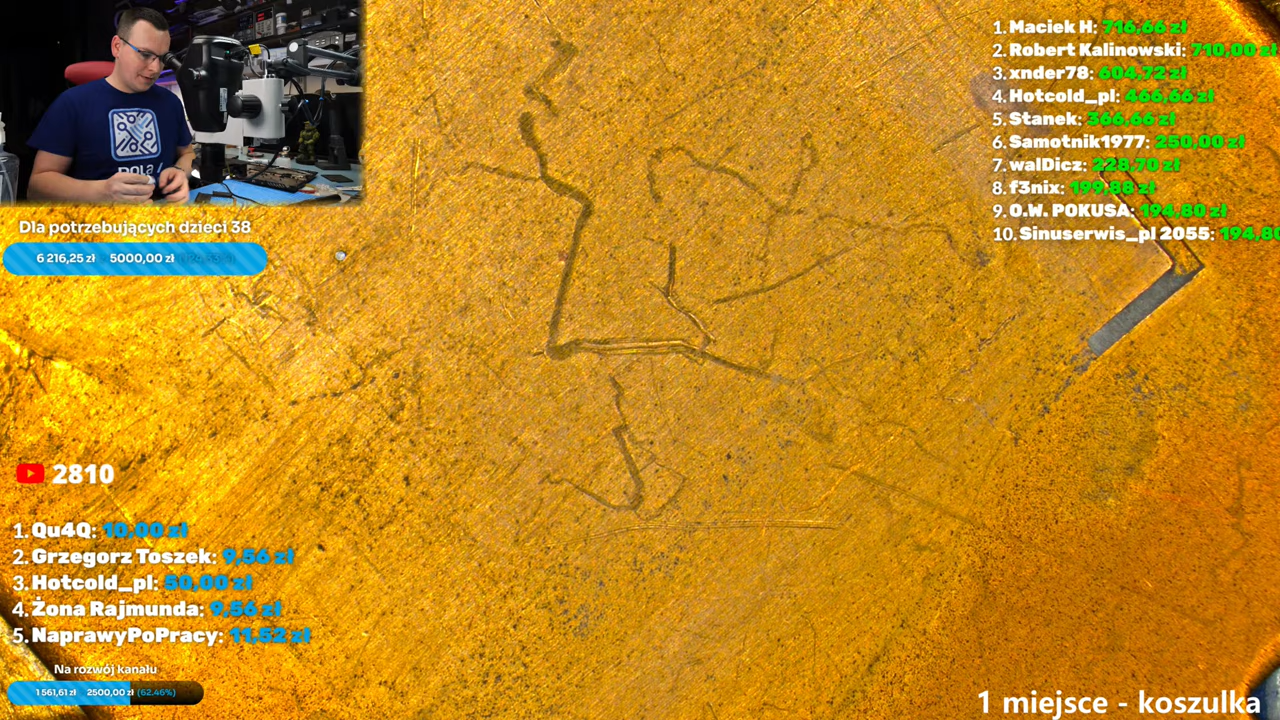 Dla potrzebujących dzieci 38
6 216,25 zł 5000,00 zł
2810
1. Qu4Q: 10,00 zł
2. Grzegorz Toszek: 9,56 zł
3. Hotcold_pl: 50,00 zł
4. Żona Rajmunda: 9,56 zł
5. NaprawyPoPracy: 11,52 zł
Na rozwój kanału
1 561,61 zł 2500,00 zł (62.46%)
1. Maciek H: 716,66 zł
2. Robert Kalinowski: 710,00 zł
3. xnder78: 604,72 zł
4. Hotcold_pl: 466,66 zł
5. Stanek: 366,66 zł
6. Samotnik1977: 250,00 zł
7. walDicz: 228,70 zł
8. f3nix: 199,88 zł
9. O.W. POKUSA: 194,80 zł
10. Sinuserwis_pl 2055: 194,80
1 miejsce - koszulka